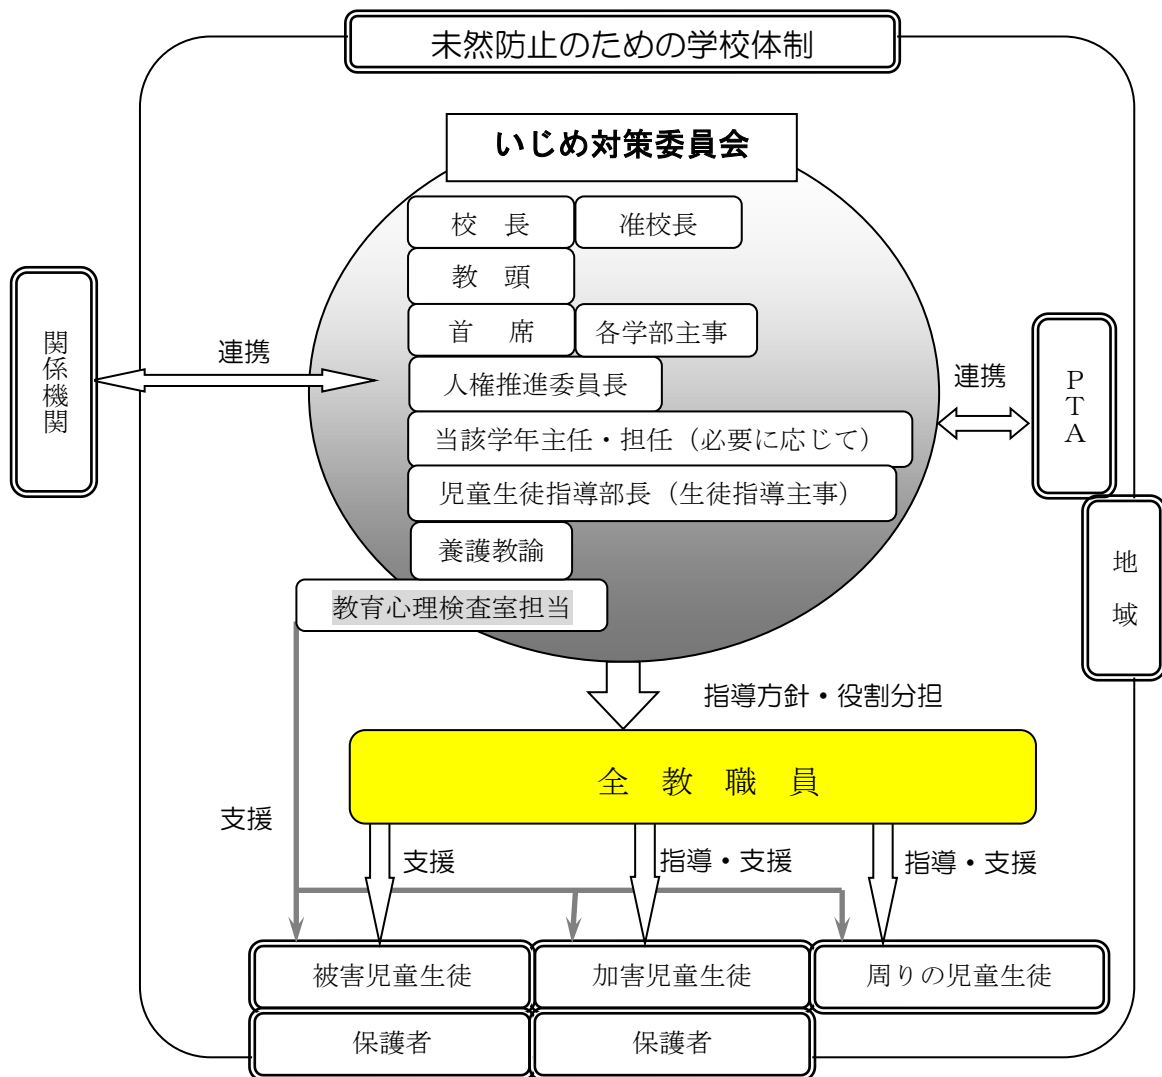 未然防止のための学校体制
いじめ対策委員会
校　長
准校長
教　頭
首　席
各学部主事
人権推進委員長
当該学年主任・担任（必要に応じて）
児童生徒指導部長（生徒指導主事）
養護教諭
教育心理検査室担当
関係機関
連携
連携
ＰＴＡ
地域
指導方針・役割分担
全　教　職　員
支援
支援
指導・支援
指導・支援
被害児童生徒
加害児童生徒
周りの児童生徒
保護者
保護者